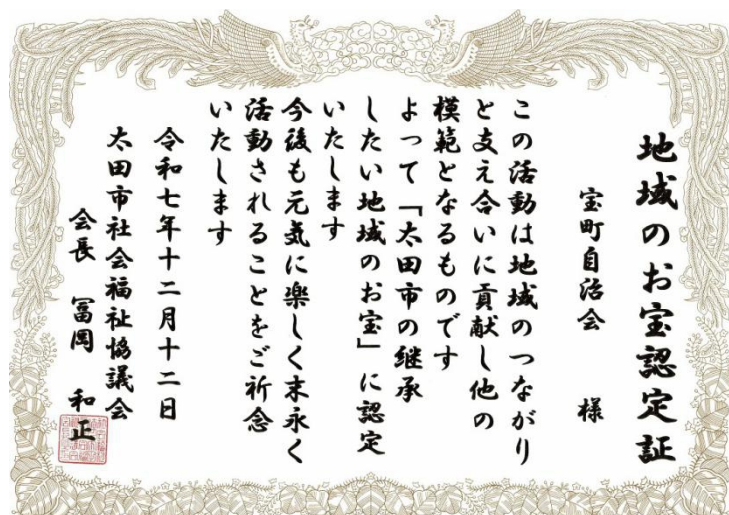 地域のお宝認定証
宝町自治会 様
この活動は地域のつながり
と支え合いに貢献し他の
模範となるものです
よって「太田市の継承
したい地域のお宝」に認定
いたします
今後も元気に楽しく末永く
活動されることをご祈念
いたします
令和七年十二月十二日
太田市社会福祉協議会
会長 冨岡 和正